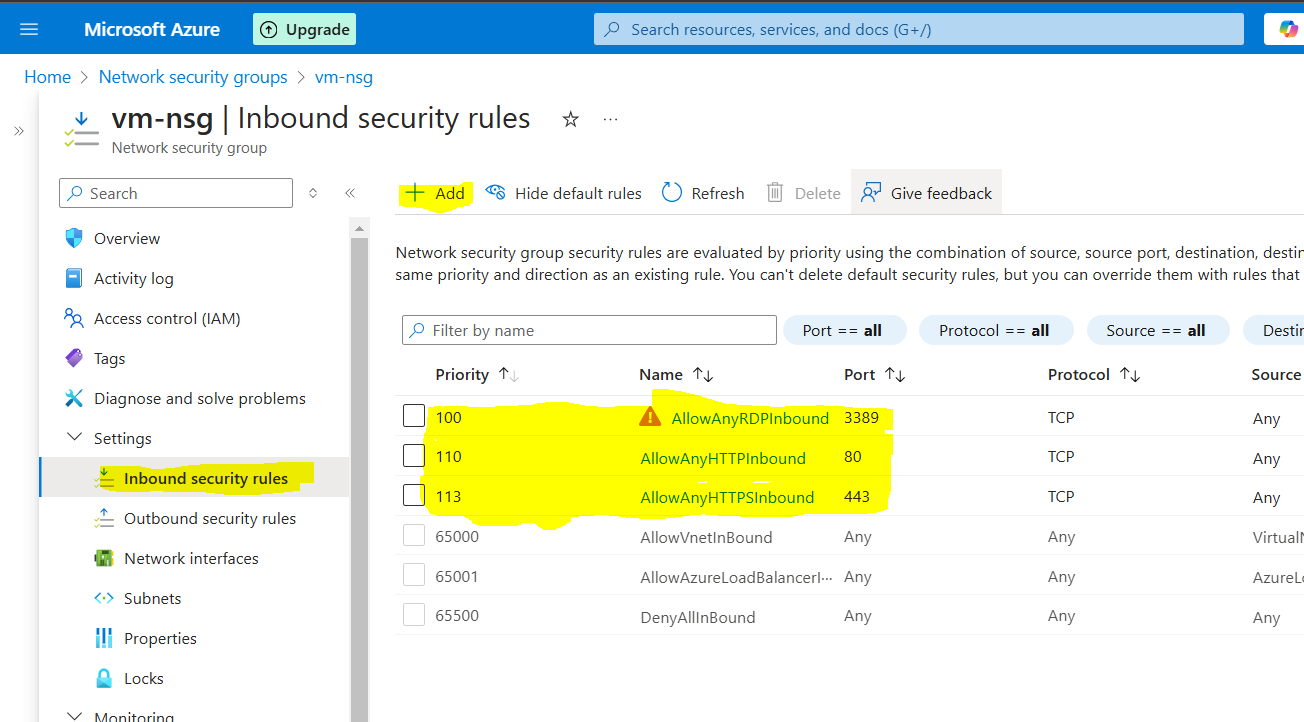 Microsoft Azure Upgrade Search resources, services, and docs (G+/)
Home > Network security groups > vm-nsg
vm-nsg | Inbound security rules ☆ ...
Network security group
Search
Overview
Activity log
Access control (IAM)
Tags
Diagnose and solve problems
Settings
Inbound security rules
Outbound security rules
Network interfaces
Subnets
Properties
Locks
Monitoring
+ Add Hide default rules Refresh Delete Give feedback
Network security group security rules are evaluated by priority using the combination of source, source port, destination, destin
same priority and direction as an existing rule. You can't delete default security rules, but you can override them with rules that
Filter by name Port == all Protocol == all Source == all Destin
Priority ↑↓ Name ↑↓ Port ↑↓ Protocol ↑↓ Source
100 AllowAnyRDPInbound 3389 TCP Any
110 AllowAnyHTTPInbound 80 TCP Any
113 AllowAnyHTTPSInbound 443 TCP Any
65000 AllowVnetInBound Any Any VirtualN
65001 AllowAzureLoadBalancerI... Any Any AzureLo
65500 DenyAllInBound Any Any Any